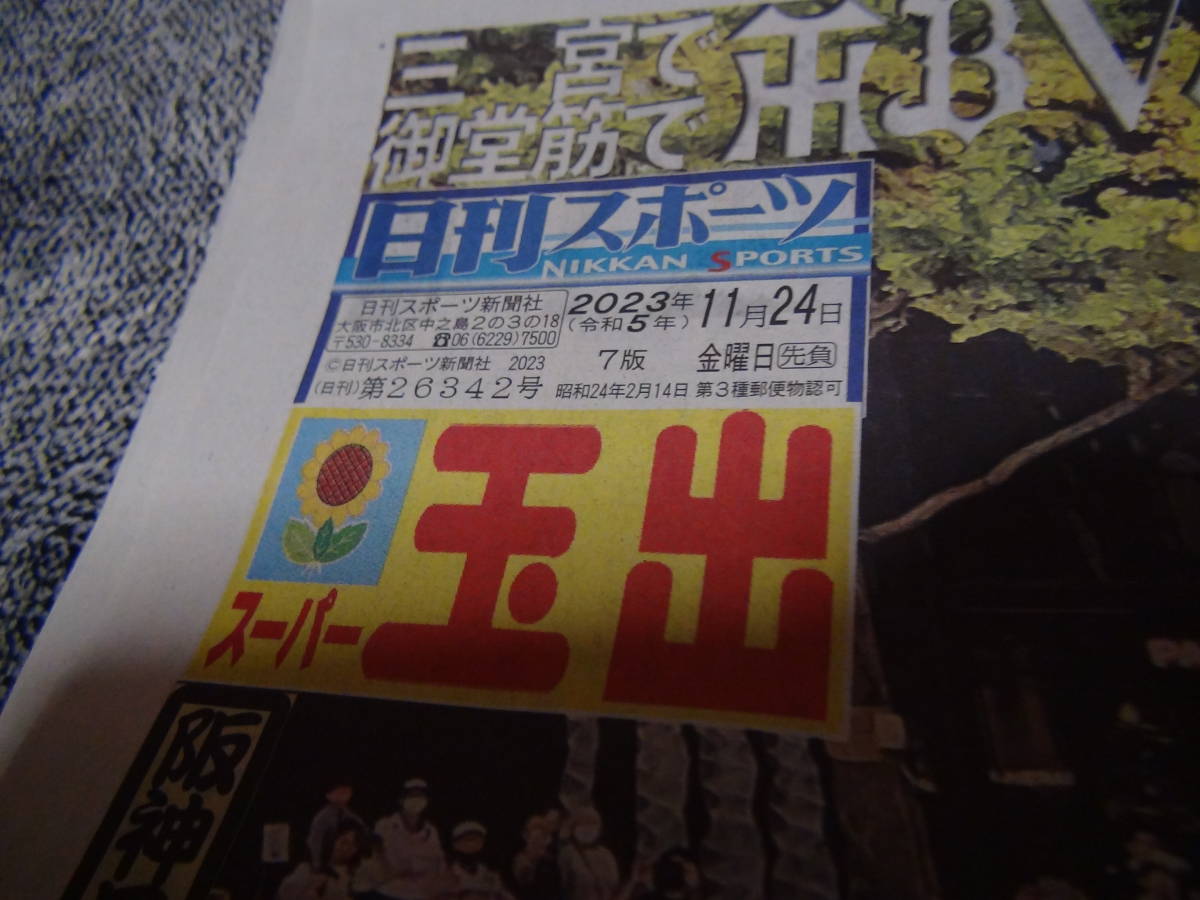 三宮で
御堂筋で
BV
日刊スポーツ
NIKKAN SPORTS
日刊スポーツ新聞社
大阪市北区中之島2の3の18
〒530-8334 ☎06(6229)7500
2023年
(令和5年)
11月24日
©日刊スポーツ新聞社 2023
7版
金曜日 先負
(日刊)第26342号 昭和24年2月14日 第3種郵便物認可
スーパー玉出
阪神